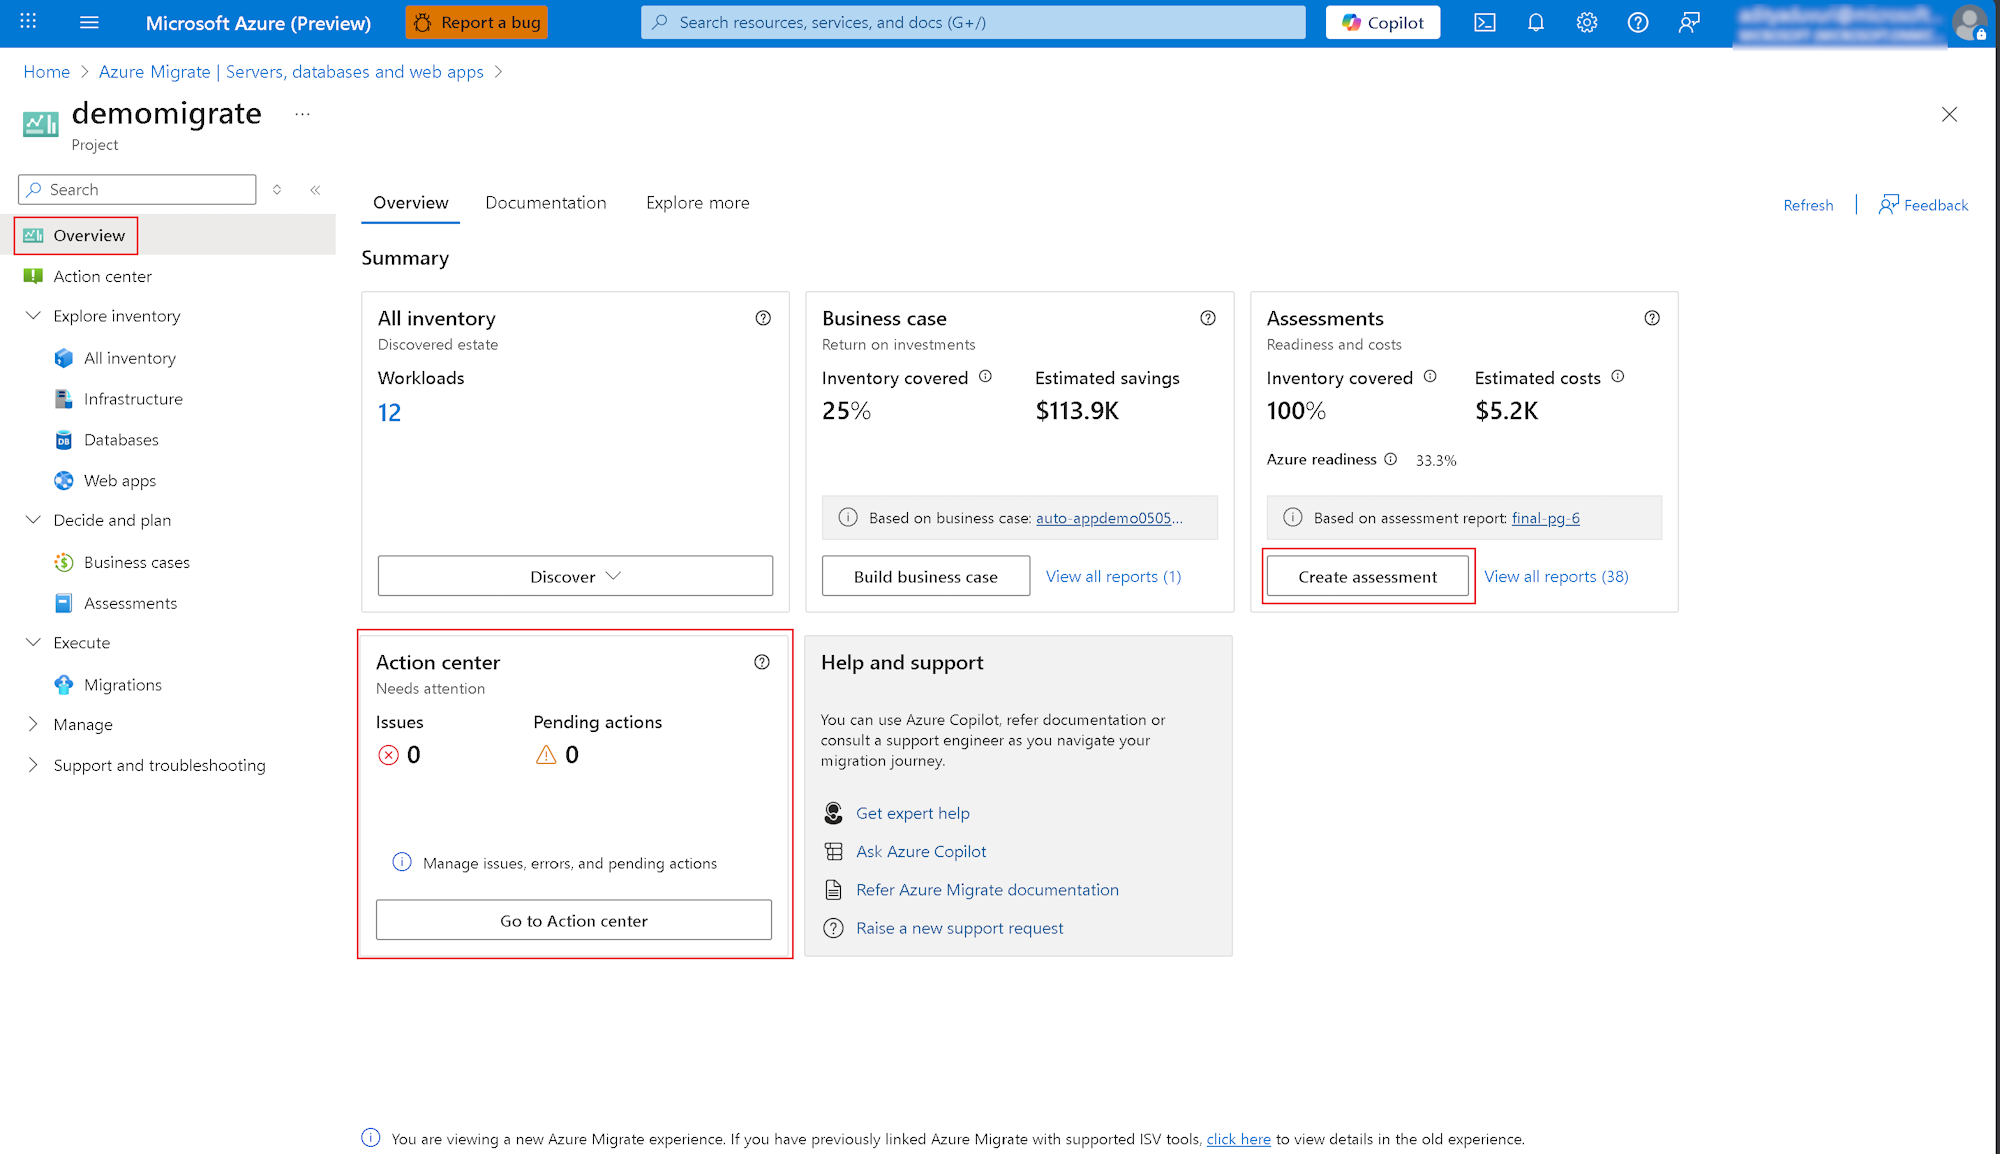 Microsoft Azure (Preview)
Report a bug
Search resources, services, and docs (G+/)
Copilot
Home > Azure Migrate | Servers, databases and web apps >
demomigrate ...
Project
Search
Overview
Action center
Explore inventory
All inventory
Infrastructure
Databases
Web apps
Decide and plan
Business cases
Assessments
Execute
Migrations
Manage
Support and troubleshooting
Overview Documentation Explore more
Refresh | Feedback
Summary
All inventory
Discovered estate
Workloads
12
Discover
Business case
Return on investments
Inventory covered Estimated savings
25% $113.9K
Based on business case: auto-appdemo0505...
Build business case View all reports (1)
Assessments
Readiness and costs
Inventory covered Estimated costs
100% $5.2K
Azure readiness 33.3%
Based on assessment report: final-pg-6
Create assessment View all reports (38)
Action center
Needs attention
Issues Pending actions
0 0
Manage issues, errors, and pending actions
Go to Action center
Help and support
You can use Azure Copilot, refer documentation or
consult a support engineer as you navigate your
migration journey.
Get expert help
Ask Azure Copilot
Refer Azure Migrate documentation
Raise a new support request
You are viewing a new Azure Migrate experience. If you have previously linked Azure Migrate with supported ISV tools, click here to view details in the old experience.